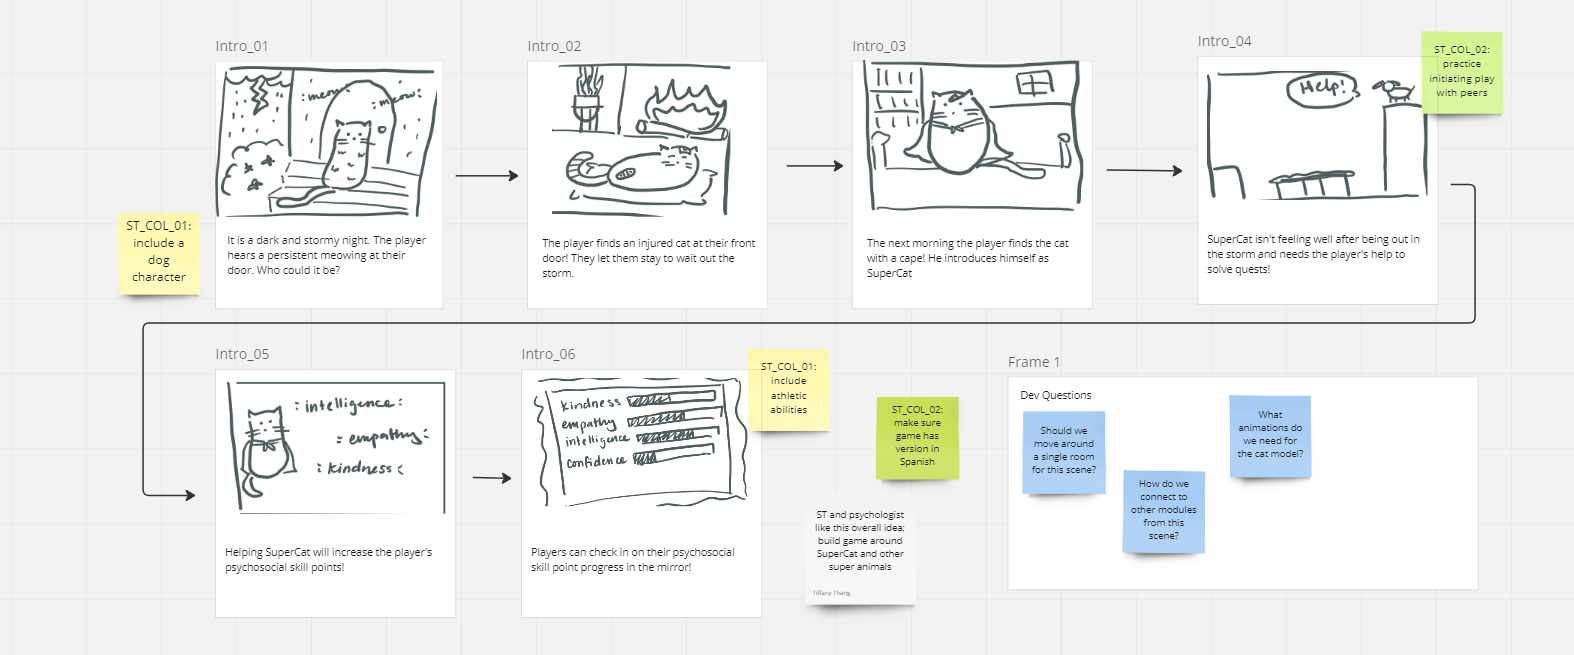 Intro_01
:meow
:meow:
It is a dark and stormy night. The player
hears a persistent meowing at their
door. Who could it be?
ST_COL_01:
include a
dog
character
Intro_02
The player finds an injured cat at their front
door! They let them stay to wait out the
storm.
Intro_03
The next morning the player finds the cat
with a cape! He introduces himself as
SuperCat
Intro_04
Help!
SuperCat isn't feeling well after being out in
the storm and needs the player's help to
solve quests!
ST_COL_02:
practice
initiating play
with peers
Intro_05
:intelligence:
:empathy:
:kindness:
Helping SuperCat will increase the player's
psychosocial skill points!
Intro_06
kindness
empathy
intelligence
confidence
Players can check in on their psychosocial
skill point progress in the mirror!
ST_COL_01:
include
athletic
abilities
ST_COL_02:
make sure
game has
version in
Spanish
ST and psychologist
like this overall idea;
build game around
SuperCat and other
super animals
Tiffany Thang
Frame 1
Dev Questions
Should we
move around
a single room
for this scene?
How do we
connect to
other modules
from this
scene?
What
animations do
we need for
the cat model?